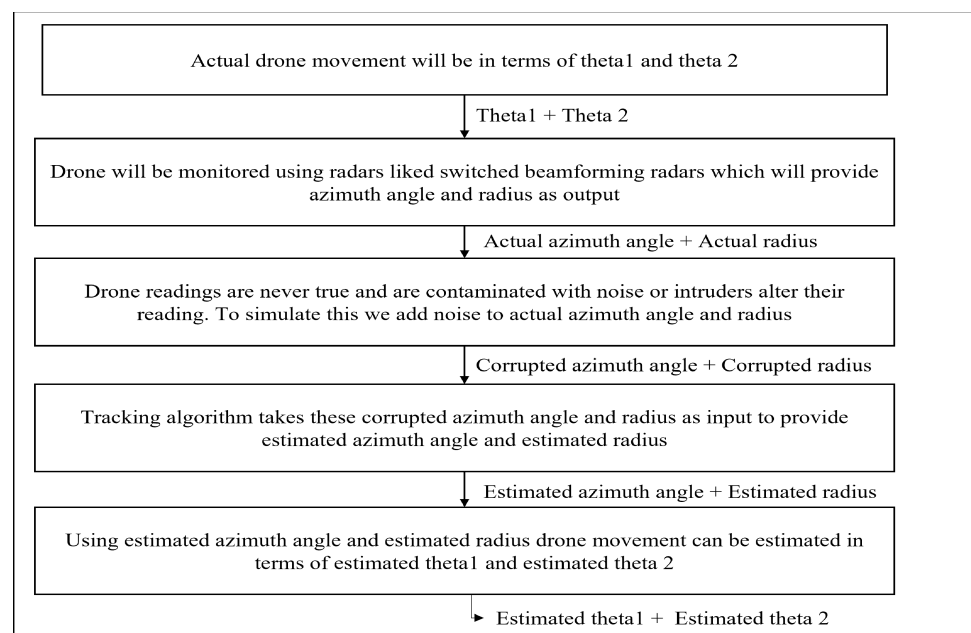 Actual drone movement will be in terms of theta1 and theta 2
Theta1 + Theta 2
Drone will be monitored using radars liked switched beamforming radars which will provide
azimuth angle and radius as output
Actual azimuth angle + Actual radius
Drone readings are never true and are contaminated with noise or intruders alter their
reading. To simulate this we add noise to actual azimuth angle and radius
Corrupted azimuth angle + Corrupted radius
Tracking algorithm takes these corrupted azimuth angle and radius as input to provide
estimated azimuth angle and estimated radius
Estimated azimuth angle + Estimated radius
Using estimated azimuth angle and estimated radius drone movement can be estimated in
terms of estimated theta1 and estimated theta 2
Estimated theta1 + Estimated theta 2